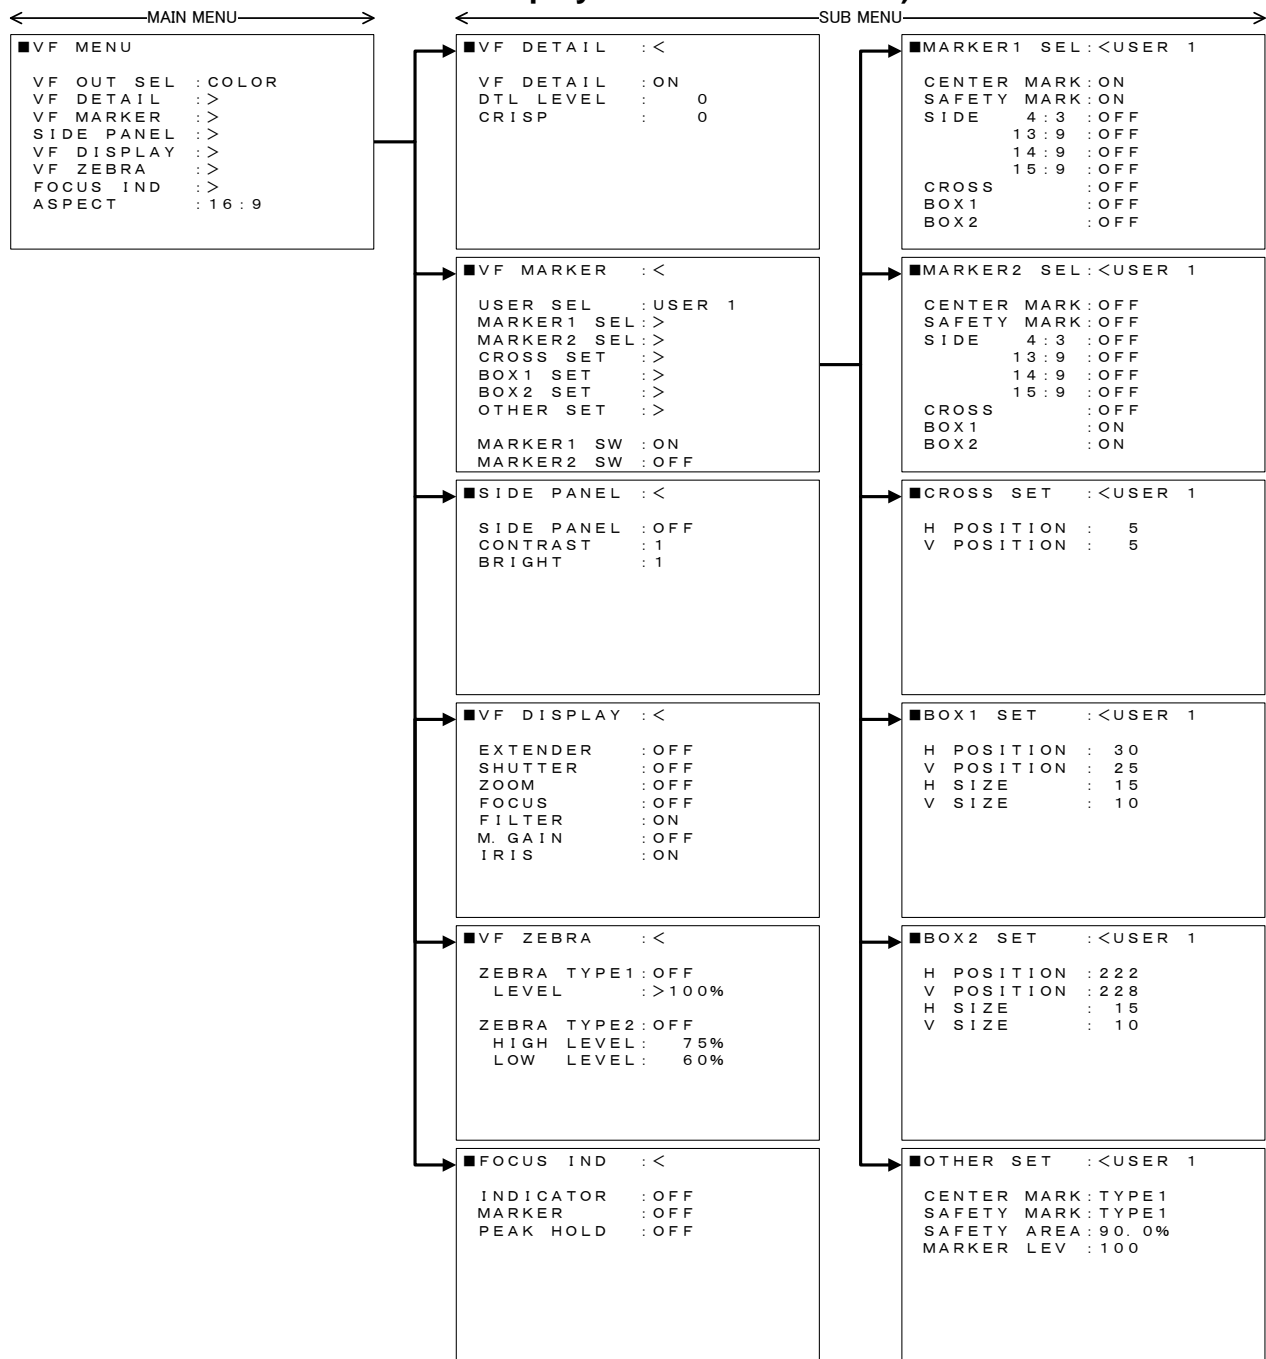 MAIN MENU
SUB MENU
■VF MENU
VF OUT SEL :COLOR
VF DETAIL :>
VF MARKER :>
SIDE PANEL :>
VF DISPLAY :>
VF ZEBRA :>
FOCUS IND :>
ASPECT :16:9
■VF DETAIL :<
VF DETAIL :ON
DTL LEVEL : 0
CRISP : 0
■VF MARKER :<
USER SEL :USER 1
MARKER1 SEL:>
MARKER2 SEL:>
CROSS SET :>
BOX1 SET :>
BOX2 SET :>
OTHER SET :>
MARKER1 SW :ON
MARKER2 SW :OFF
■SIDE PANEL :<
SIDE PANEL :OFF
CONTRAST :1
BRIGHT :1
■VF DISPLAY :<
EXTENDER :OFF
SHUTTER :OFF
ZOOM :OFF
FOCUS :OFF
FILTER :ON
M.GAIN :OFF
IRIS :ON
■VF ZEBRA :<
ZEBRA TYPE1:OFF
LEVEL :>100%
ZEBRA TYPE2:OFF
HIGH LEVEL: 75%
LOW LEVEL: 60%
■FOCUS IND :<
INDICATOR :OFF
MARKER :OFF
PEAK HOLD :OFF
■MARKER1 SEL:<USER 1
CENTER MARK:ON
SAFETY MARK:ON
SIDE 4:3 :OFF
13:9 :OFF
14:9 :OFF
15:9 :OFF
CROSS :OFF
BOX1 :OFF
BOX2 :OFF
■MARKER2 SEL:<USER 1
CENTER MARK:OFF
SAFETY MARK:OFF
SIDE 4:3 :OFF
13:9 :OFF
14:9 :OFF
15:9 :OFF
CROSS :OFF
BOX1 :ON
BOX2 :ON
■CROSS SET :<USER 1
H POSITION : 5
V POSITION : 5
■BOX1 SET :<USER 1
H POSITION : 30
V POSITION : 25
H SIZE : 15
V SIZE : 10
■BOX2 SET :<USER 1
H POSITION :222
V POSITION :228
H SIZE : 15
V SIZE : 10
■OTHER SET :<USER 1
CENTER MARK:TYPE1
SAFETY MARK:TYPE1
SAFETY AREA:90.0%
MARKER LEV :100